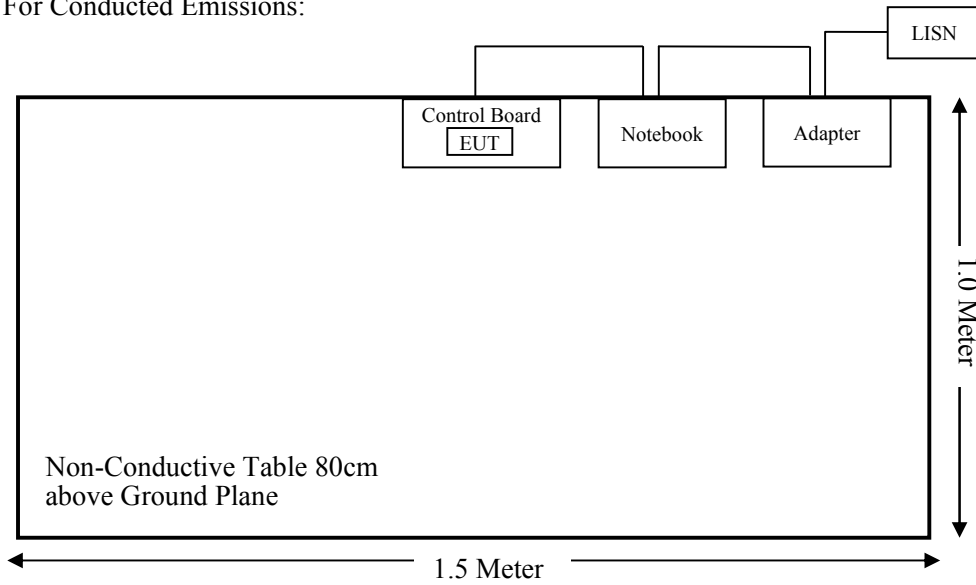 For Conducted Emissions:
LISN
Control Board
EUT
Notebook
Adapter
1.0 Meter
Non-Conductive Table 80cm
above Ground Plane
1.5 Meter